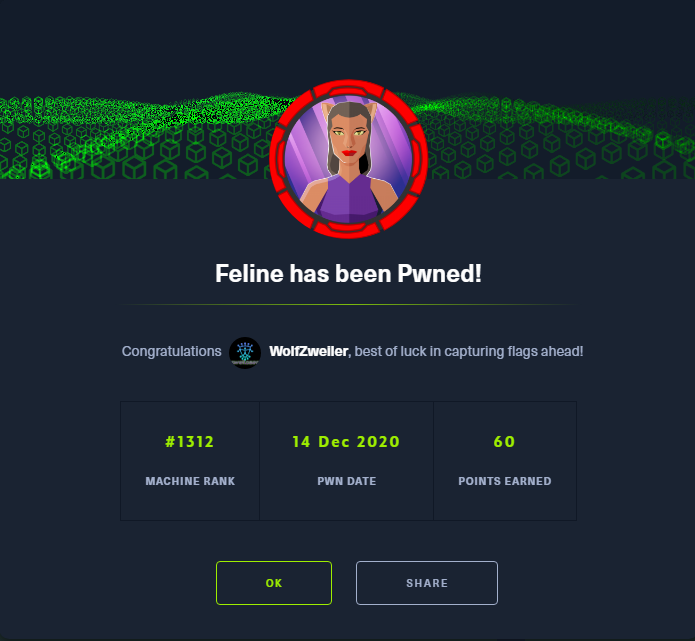 Feline has been Pwned!
Congratulations WolfZweiler, best of luck in capturing flags ahead!
#1312 14 Dec 2020 60
MACHINE RANK PWN DATE POINTS EARNED
OK SHARE